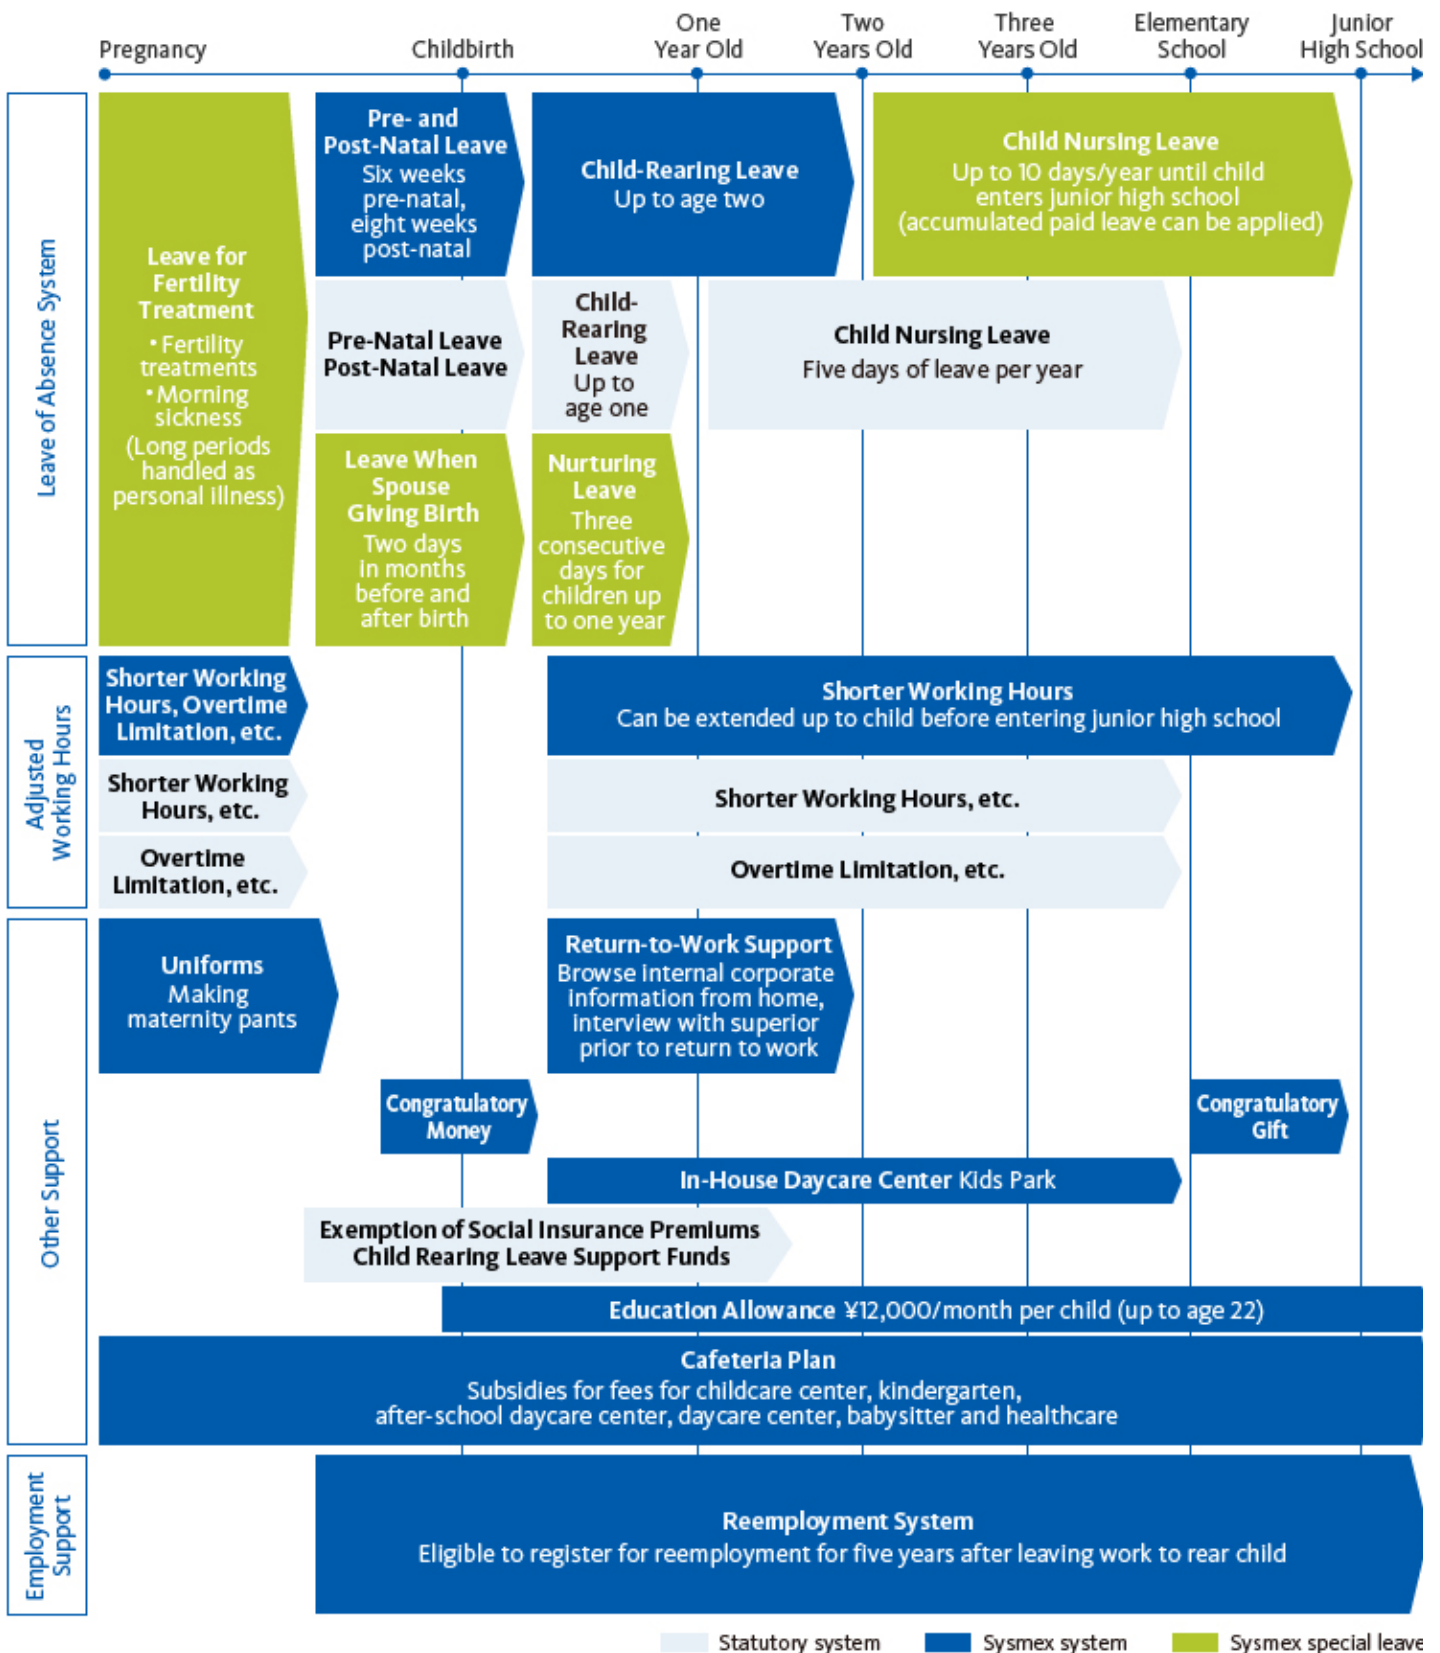 Pregnancy
Childbirth
One
Year Old
Two
Years Old
Three
Years Old
Elementary
School
Junior
High School
Leave of Absence System
Leave for
Fertility
Treatment
・Fertility
treatments
・Morning
sickness
(Long periods
handled as
personal illness)
Pre- and
Post-Natal Leave
Six weeks
pre-natal,
eight weeks
post-natal
Child-Rearing Leave
Up to age two
Child Nursing Leave
Up to 10 days/year until child
enters junior high school
(accumulated paid leave can be applied)
Pre-Natal Leave
Post-Natal Leave
Child-
Rearing
Leave
Up to
age one
Child Nursing Leave
Five days of leave per year
Leave When
Spouse
Giving Birth
Two days
in months
before and
after birth
Nurturing
Leave
Three
consecutive
days for
children up
to one year
Adjusted
Working Hours
Shorter Working
Hours, Overtime
Limitation, etc.
Shorter Working Hours
Can be extended up to child before entering junior high school
Shorter Working
Hours, etc.
Shorter Working Hours, etc.
Overtime
Limitation, etc.
Overtime Limitation, etc.
Other Support
Uniforms
Making
maternity pants
Return-to-Work Support
Browse internal corporate
information from home,
interview with superior
prior to return to work
Congratulatory
Money
Congratulatory
Gift
In-House Daycare Center Kids Park
Exemption of Social Insurance Premiums
Child Rearing Leave Support Funds
Education Allowance ¥12,000/month per child (up to age 22)
Cafeteria Plan
Subsidies for fees for childcare center, kindergarten,
after-school daycare center, daycare center, babysitter and healthcare
Employment
Support
Reemployment System
Eligible to register for reemployment for five years after leaving work to rear child
Statutory system
Sysmex system
Sysmex special leave